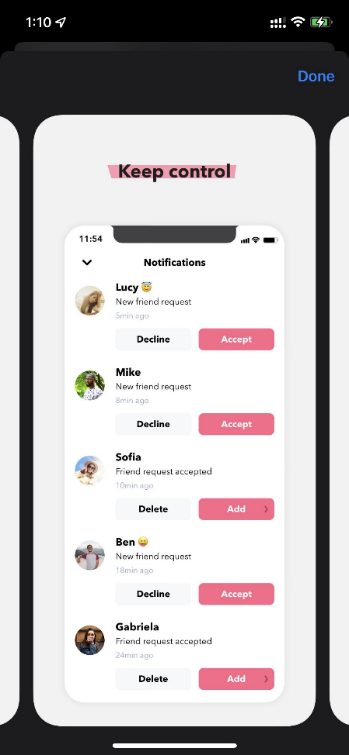 1:10
Done
Keep control
11:54
Notifications
Lucy 😇
New friend request
5min ago
Decline Accept
Mike
New friend request
8min ago
Decline Accept
Sofia
Friend request accepted
10min ago
Delete Add
Ben 😛
New friend request
18min ago
Decline Accept
Gabriela
Friend request accepted
24min ago
Delete Add